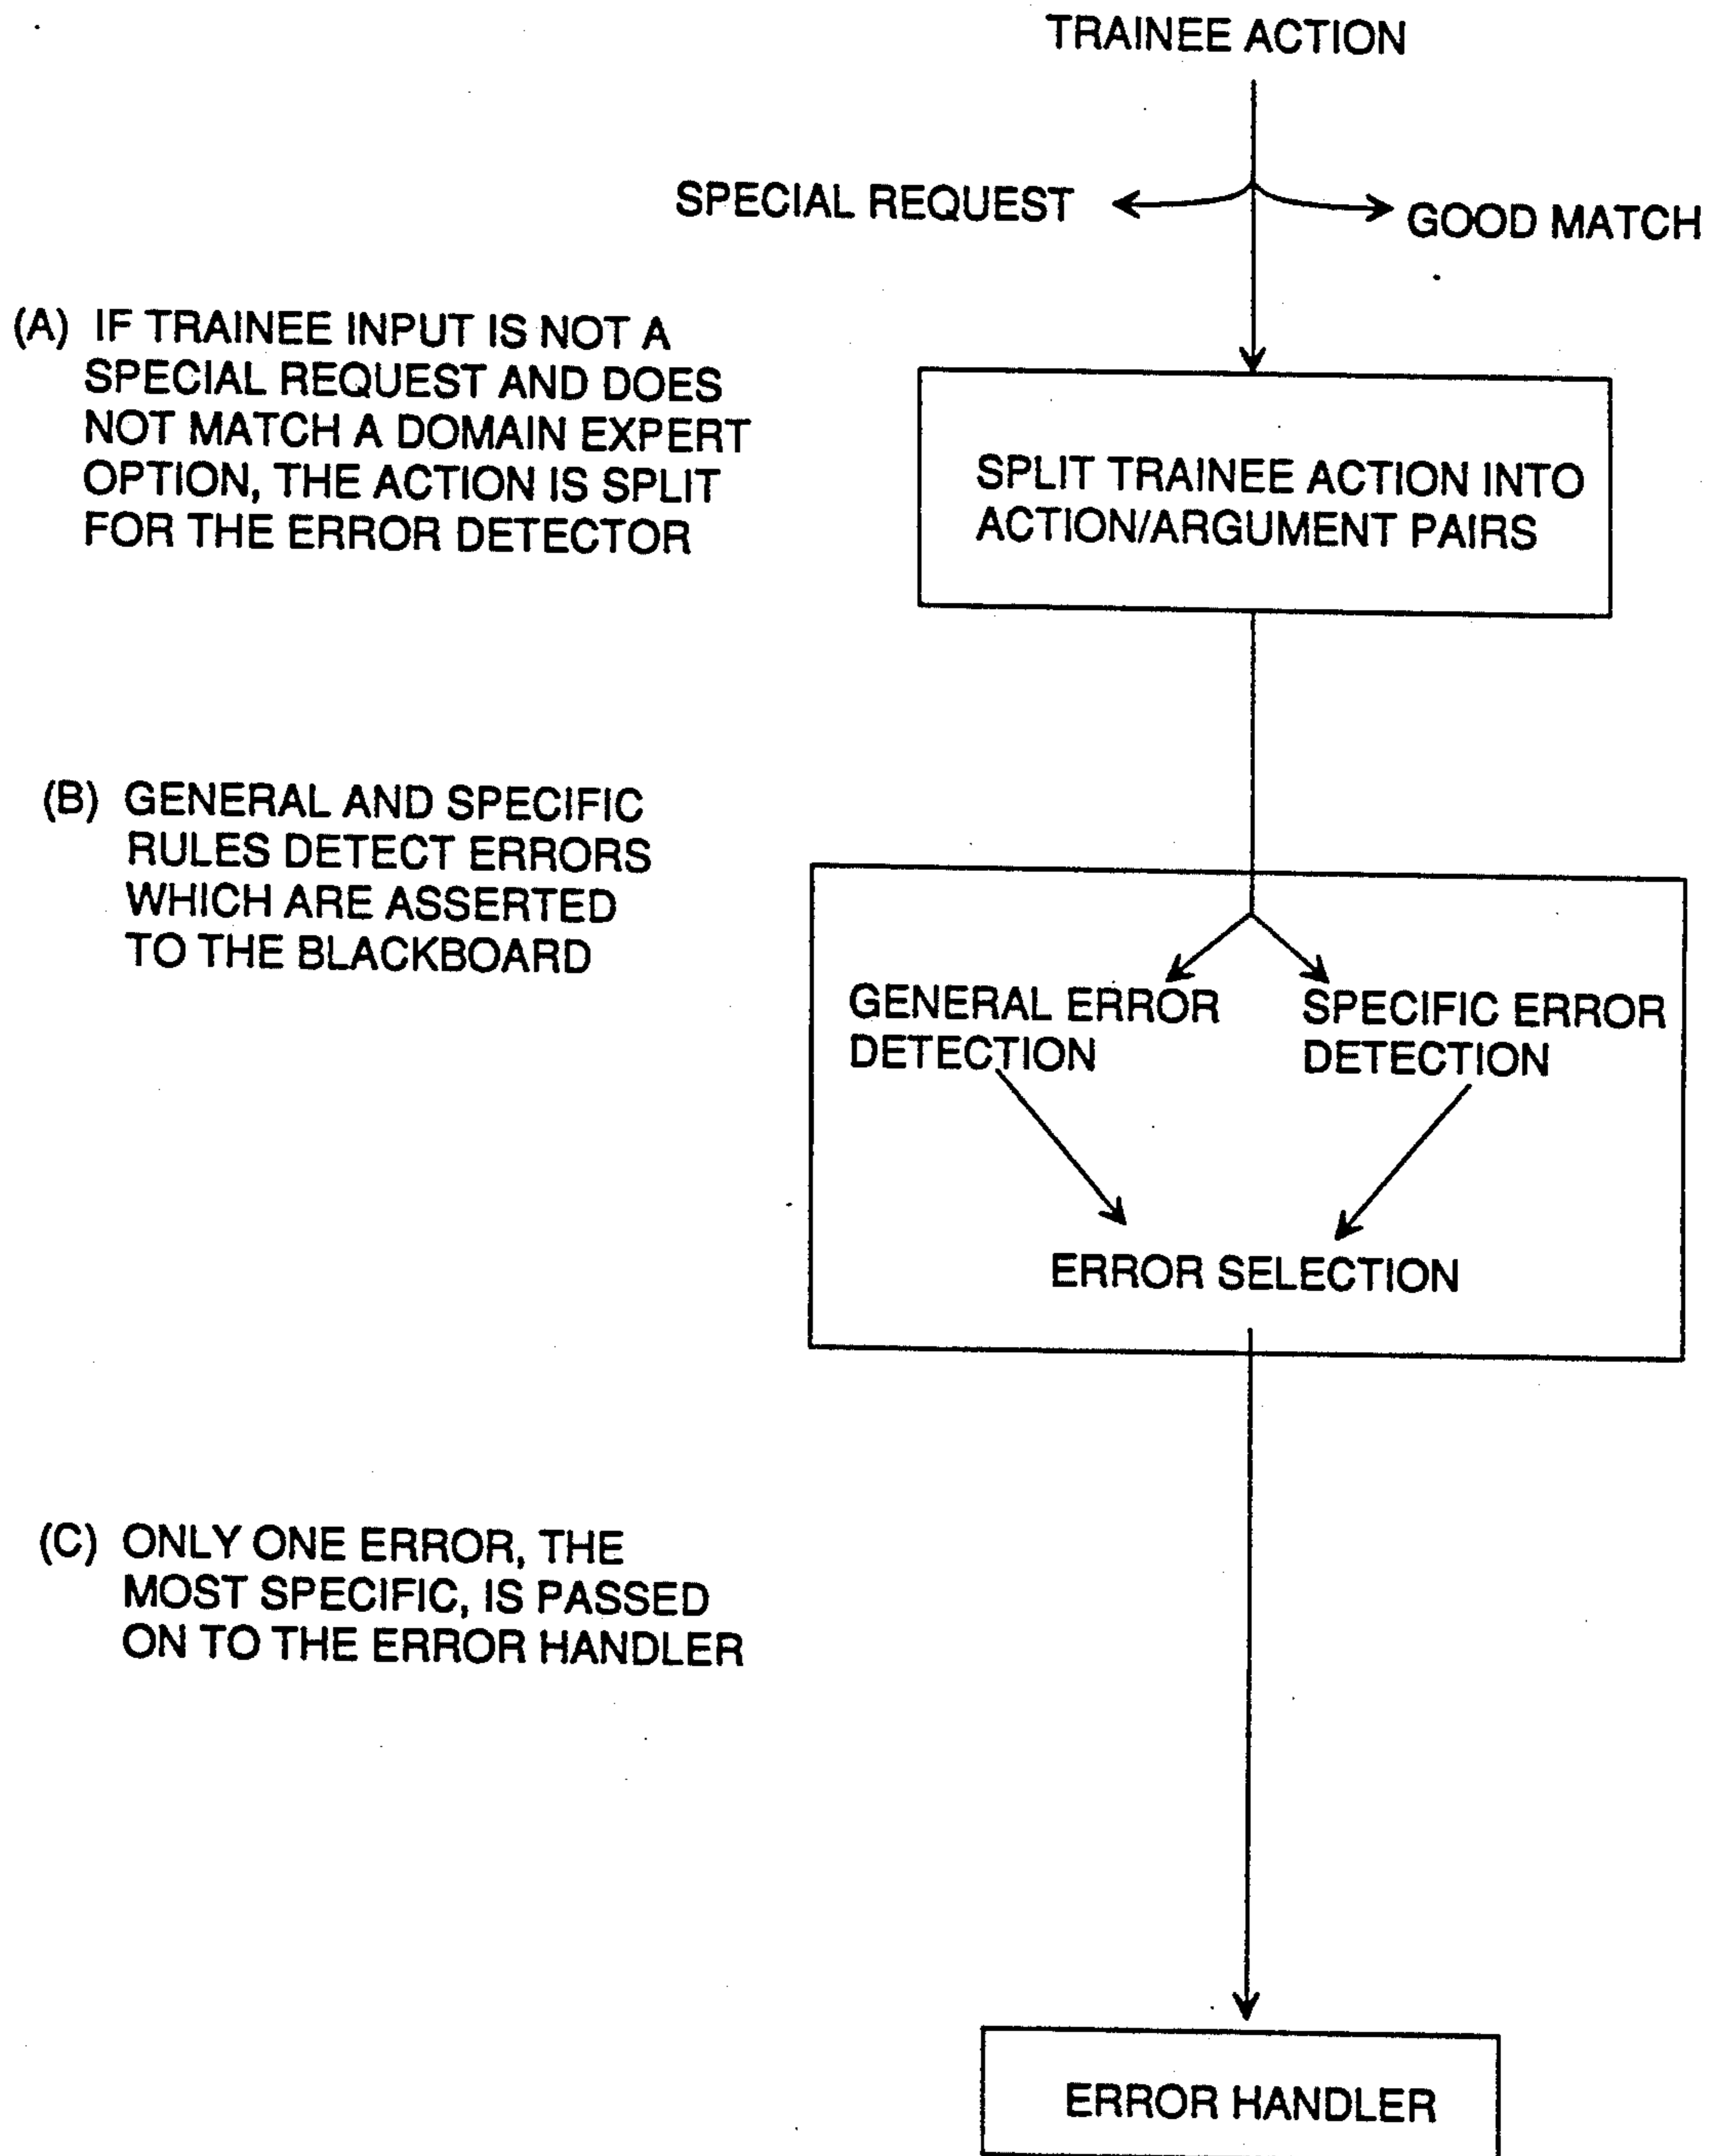 TRAINEE ACTION
SPECIAL REQUEST
GOOD MATCH
(A) IF TRAINEE INPUT IS NOT A
SPECIAL REQUEST AND DOES
NOT MATCH A DOMAIN EXPERT
OPTION, THE ACTION IS SPLIT
FOR THE ERROR DETECTOR
SPLIT TRAINEE ACTION INTO
ACTION/ARGUMENT PAIRS
(B) GENERAL AND SPECIFIC
RULES DETECT ERRORS
WHICH ARE ASSERTED
TO THE BLACKBOARD
GENERAL ERROR
DETECTION
SPECIFIC ERROR
DETECTION
ERROR SELECTION
(C) ONLY ONE ERROR, THE
MOST SPECIFIC, IS PASSED
ON TO THE ERROR HANDLER
ERROR HANDLER